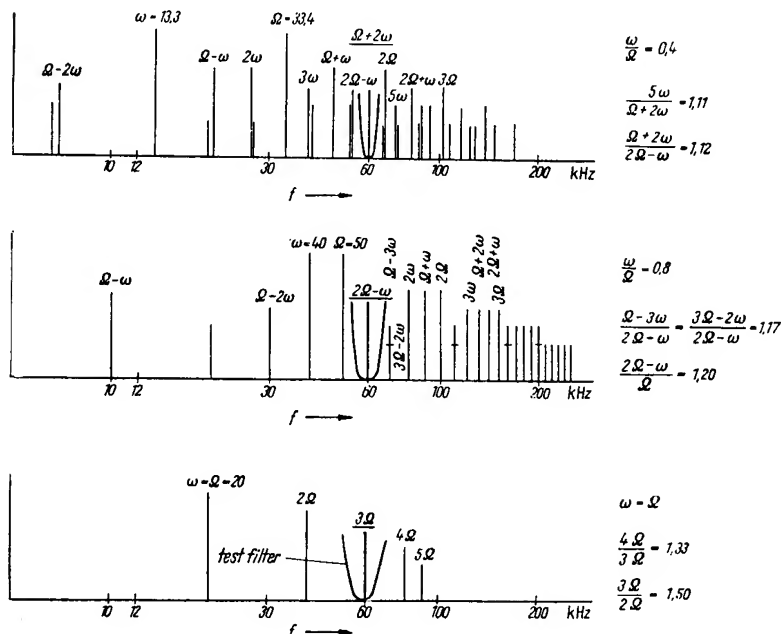 ω = 13,3
Ω = 33,4
Ω+2ω
Ω−2ω
Ω−ω
2ω
Ω+ω
2Ω
3ω
2Ω−ω
5ω
2Ω+ω
3Ω
10 12 30 60 100 200 kHz
f
ω/Ω = 0,4
5ω/Ω+2ω = 1,11
Ω+2ω/2Ω−ω = 1,12
ω=40 Ω=50
Ω−ω
Ω−2ω
2Ω−ω
Ω−3ω
3Ω−2ω
2ω
Ω+ω
2Ω
3ω
Ω+2ω
2Ω+ω
3Ω
10 12 30 60 100 200 kHz
f
ω/Ω = 0,8
Ω−3ω/2Ω−ω = 3Ω−2ω/2Ω−ω = 1,17
2Ω−ω/Ω = 1,20
ω = Ω = 20
2Ω
3Ω
4Ω
5Ω
test filter
10 12 30 60 100 200 kHz
f
ω = Ω
4Ω/3Ω = 1,33
3Ω/2Ω = 1,50